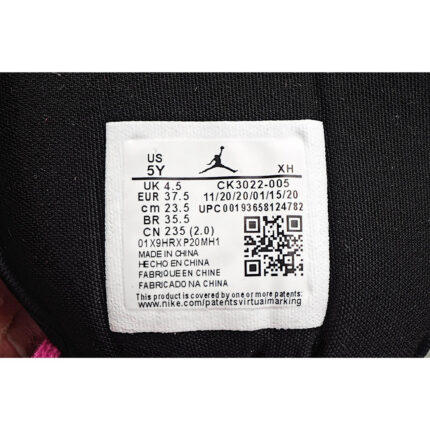 US
5Y XH
UK 4.5 CK3022-005
EUR 37.5 11/20/20/01/15/20
cm 23.5 UPC00193658124782
BR 35.5
CN 235 (2.0)
01X9HRXP20MH1
MADE IN CHINA
HECHO EN CHINA
FABRIQUE EN CHINE
FABRICADO NA CHINA
This product is covered by one or more patents:
www.nike.com/patentsvirtualmarking